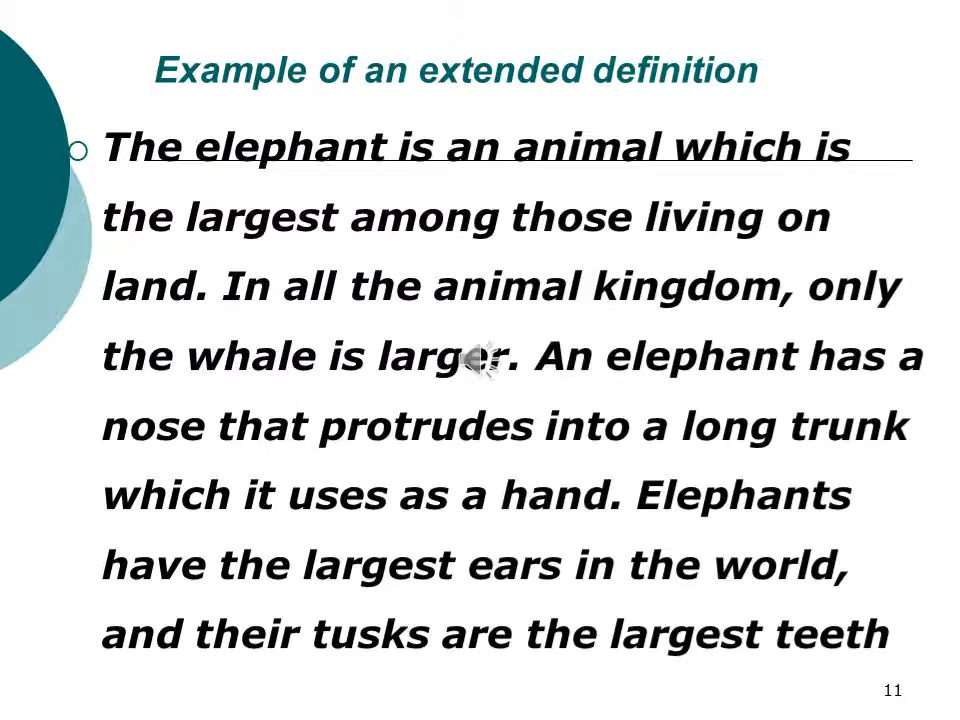 Example of an extended definition
The elephant is an animal which is
the largest among those living on
land. In all the animal kingdom, only
the whale is larger. An elephant has a
nose that protrudes into a long trunk
which it uses as a hand. Elephants
have the largest ears in the world,
and their tusks are the largest teeth
11